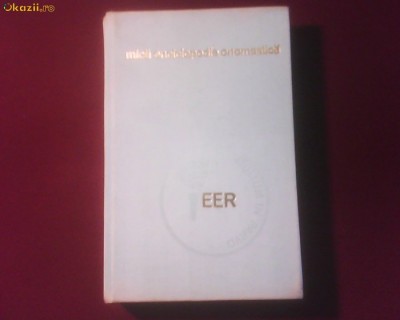 Okazii.ro
mică enciclopedie onomastică
EER